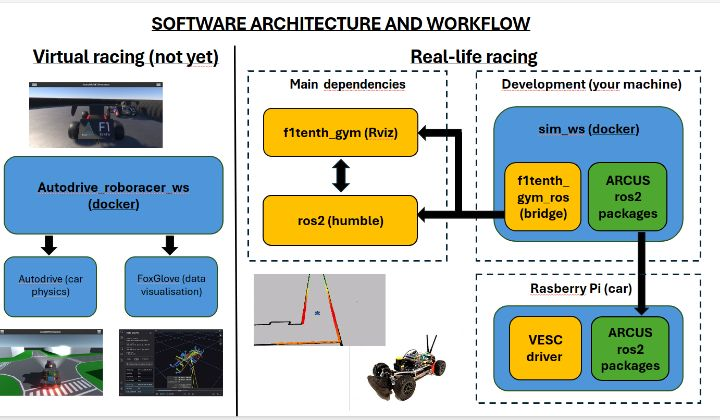 SOFTWARE ARCHITECTURE AND WORKFLOW
Virtual racing (not yet)
Real-life racing
F1
Autodrive_roboracer_ws
(docker)
Autodrive (car
physics)
FoxGlove (data
visualisation)
Main dependencies
f1tenth_gym (Rviz)
ros2 (humble)
Development (your machine)
sim_ws (docker)
f1tenth_
gym_ros
(bridge)
ARCUS
ros2
packages
Rasberry Pi (car)
VESC
driver
ARCUS
ros2
packages